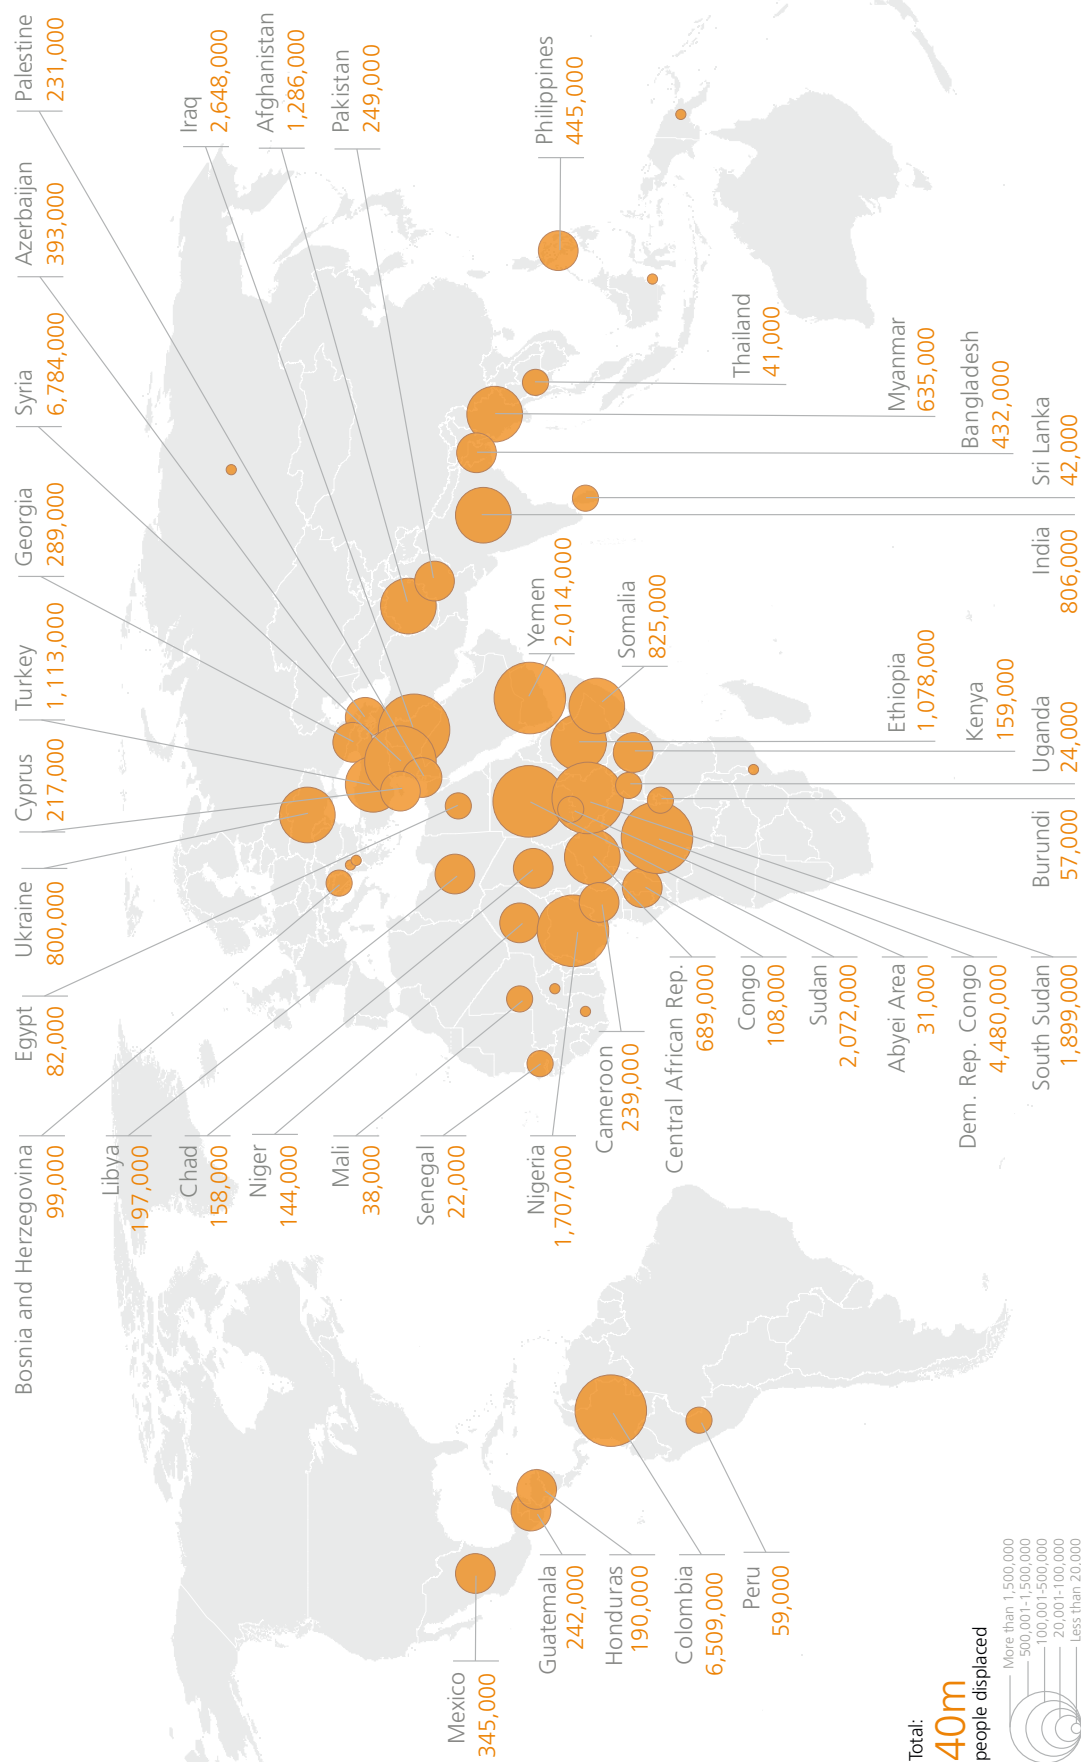 Bosnia and Herzegovina
99,000
Egypt
82,000
Ukraine
800,000
Cyprus
217,000
Turkey
1,113,000
Georgia
289,000
Syria
6,784,000
Azerbaijan
393,000
Palestine
231,000
Libya
197,000
Chad
158,000
Niger
144,000
Mali
38,000
Senegal
22,000
Nigeria
1,707,000
Cameroon
239,000
Central African Rep.
689,000
Congo
108,000
Sudan
2,072,000
Abyei Area
31,000
Dem. Rep. Congo
4,480,000
South Sudan
1,899,000
Iraq
2,648,000
Afghanistan
1,286,000
Pakistan
249,000
Philippines
445,000
Thailand
41,000
Myanmar
635,000
Bangladesh
432,000
Sri Lanka
42,000
India
806,000
Yemen
2,014,000
Somalia
825,000
Ethiopia
1,078,000
Kenya
159,000
Uganda
24,000
Burundi
57,000
Mexico
345,000
Guatemala
242,000
Honduras
190,000
Colombia
6,509,000
Peru
59,000
Total:
40m
people displaced
More than 1,500,000
500,001-1,500,000
100,001-500,000
20,001-100,000
Less than 20.000